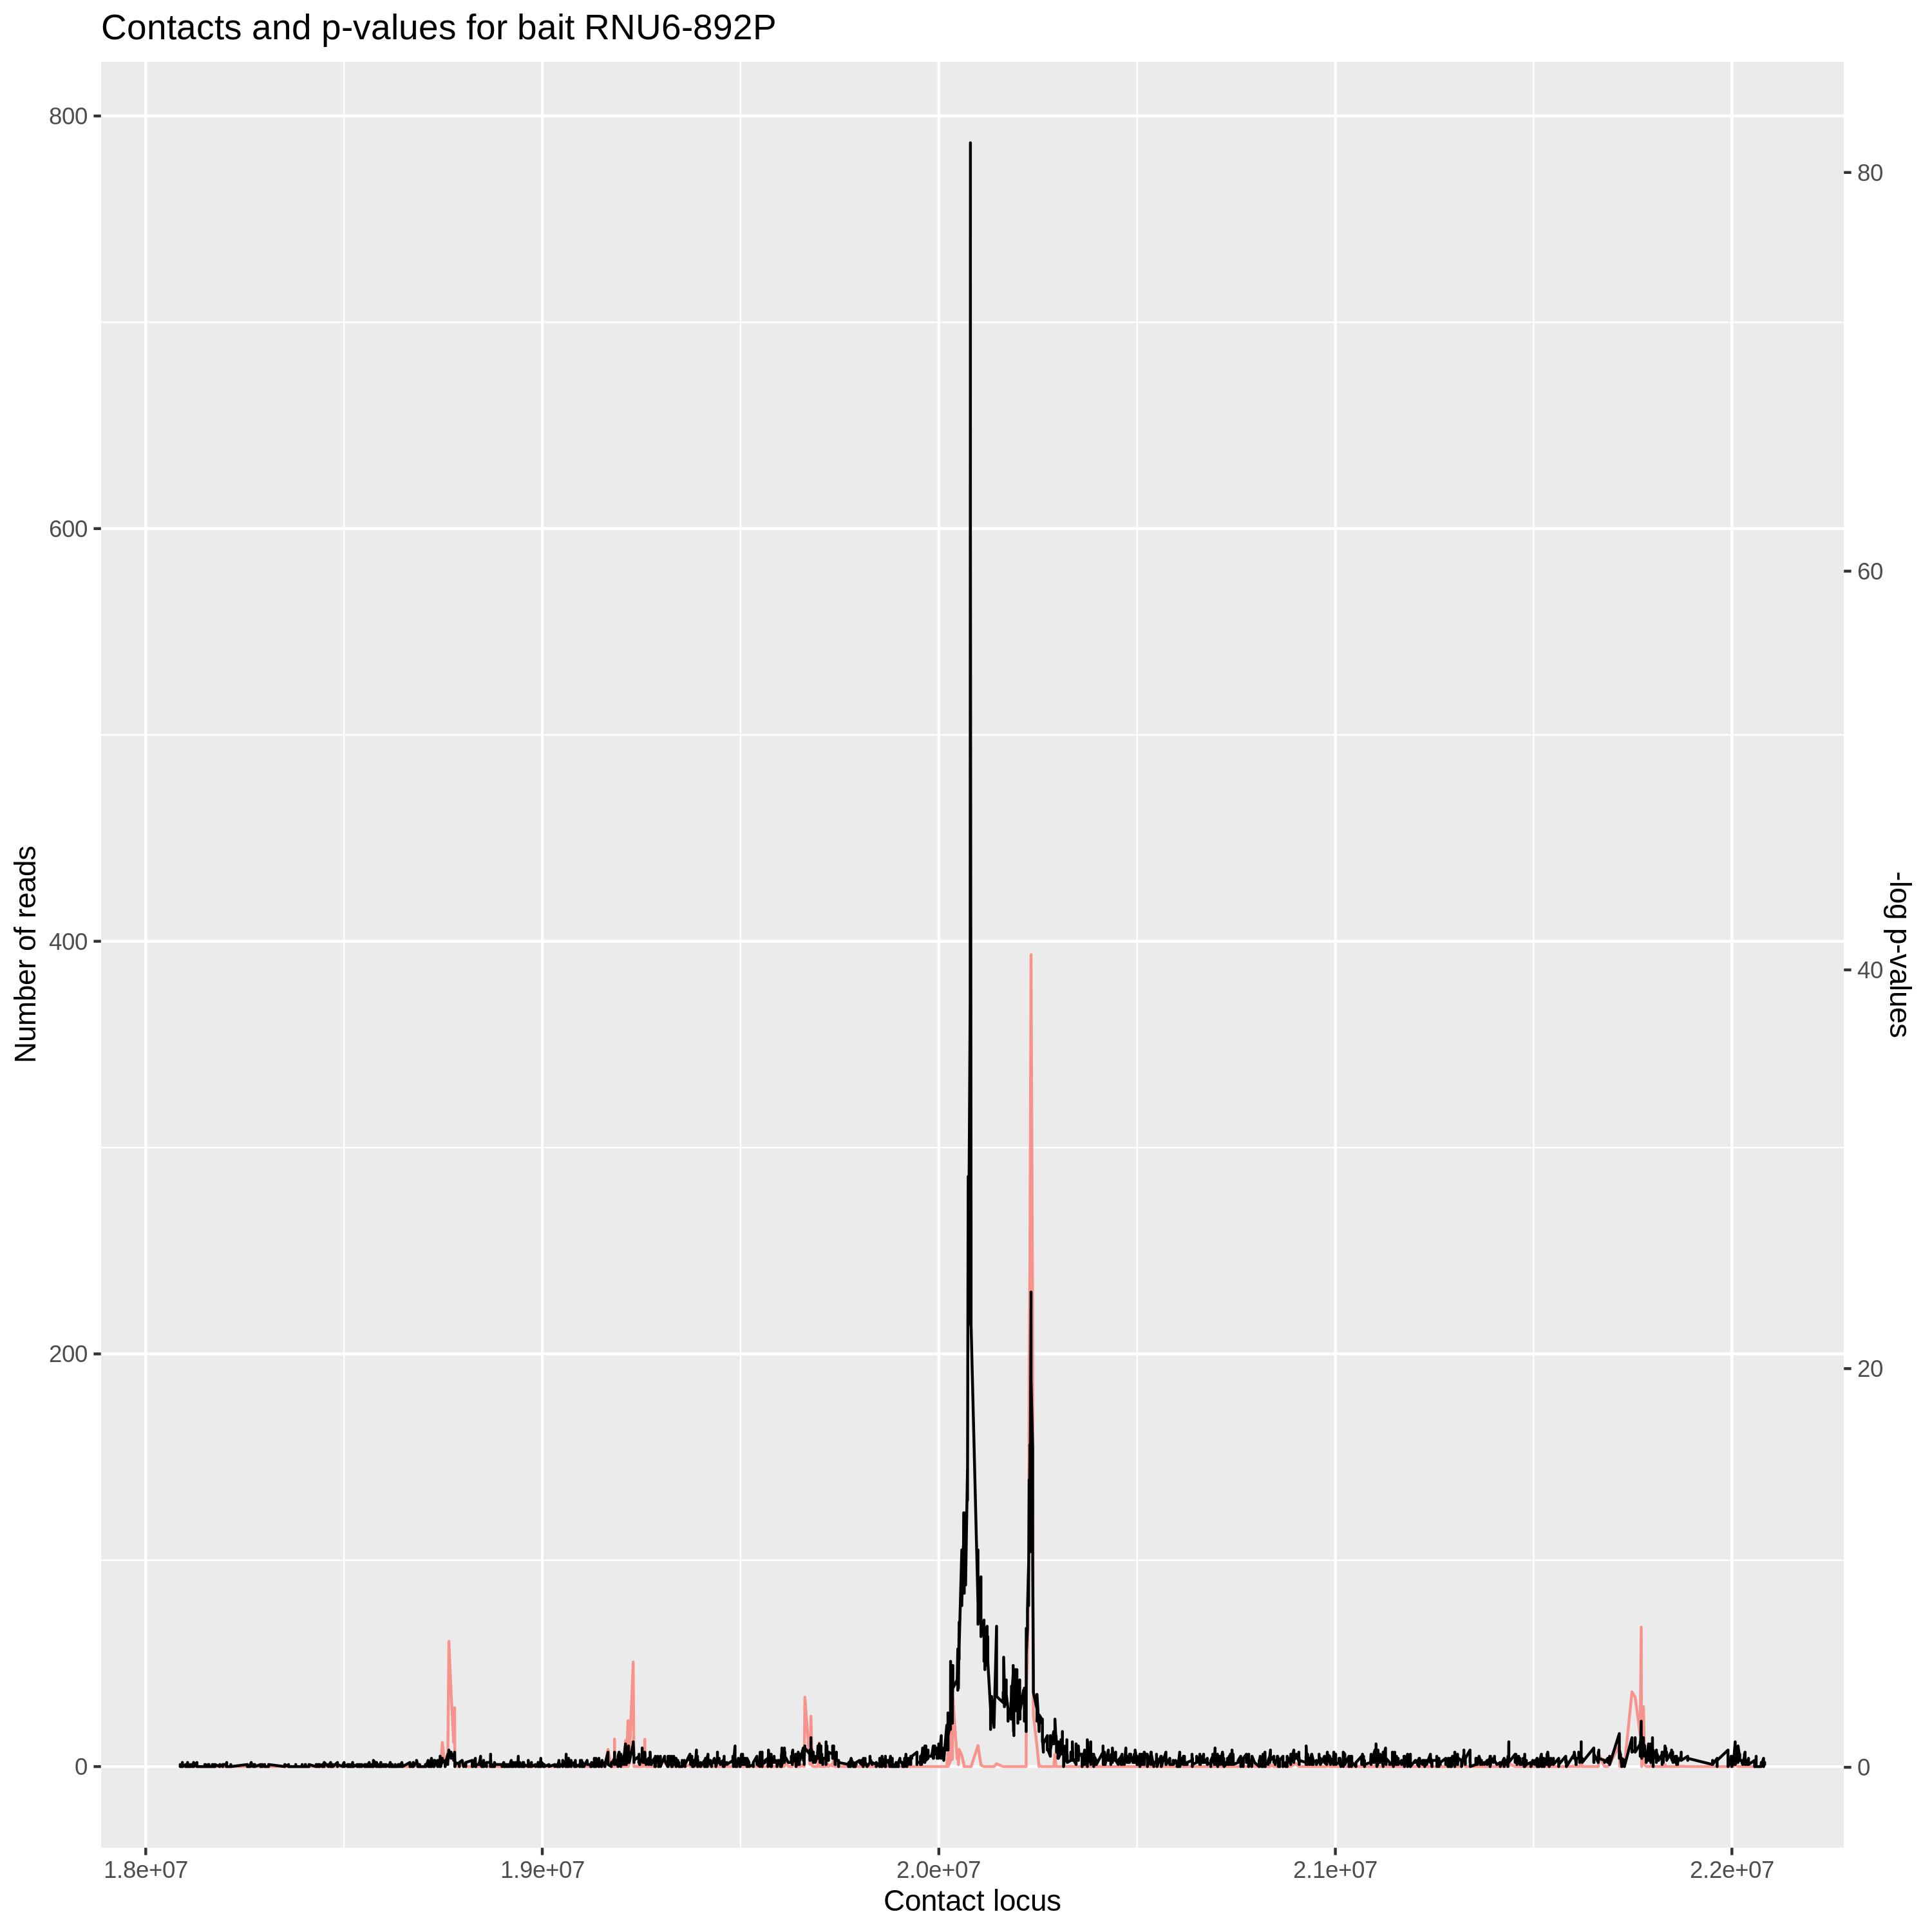 Contacts and p-values for bait RNU6-892P
800
600
400
200
0
80
60
40
20
0
Number of reads
-log p-values
1.8e+07
1.9e+07
2.0e+07
2.1e+07
2.2e+07
Contact locus